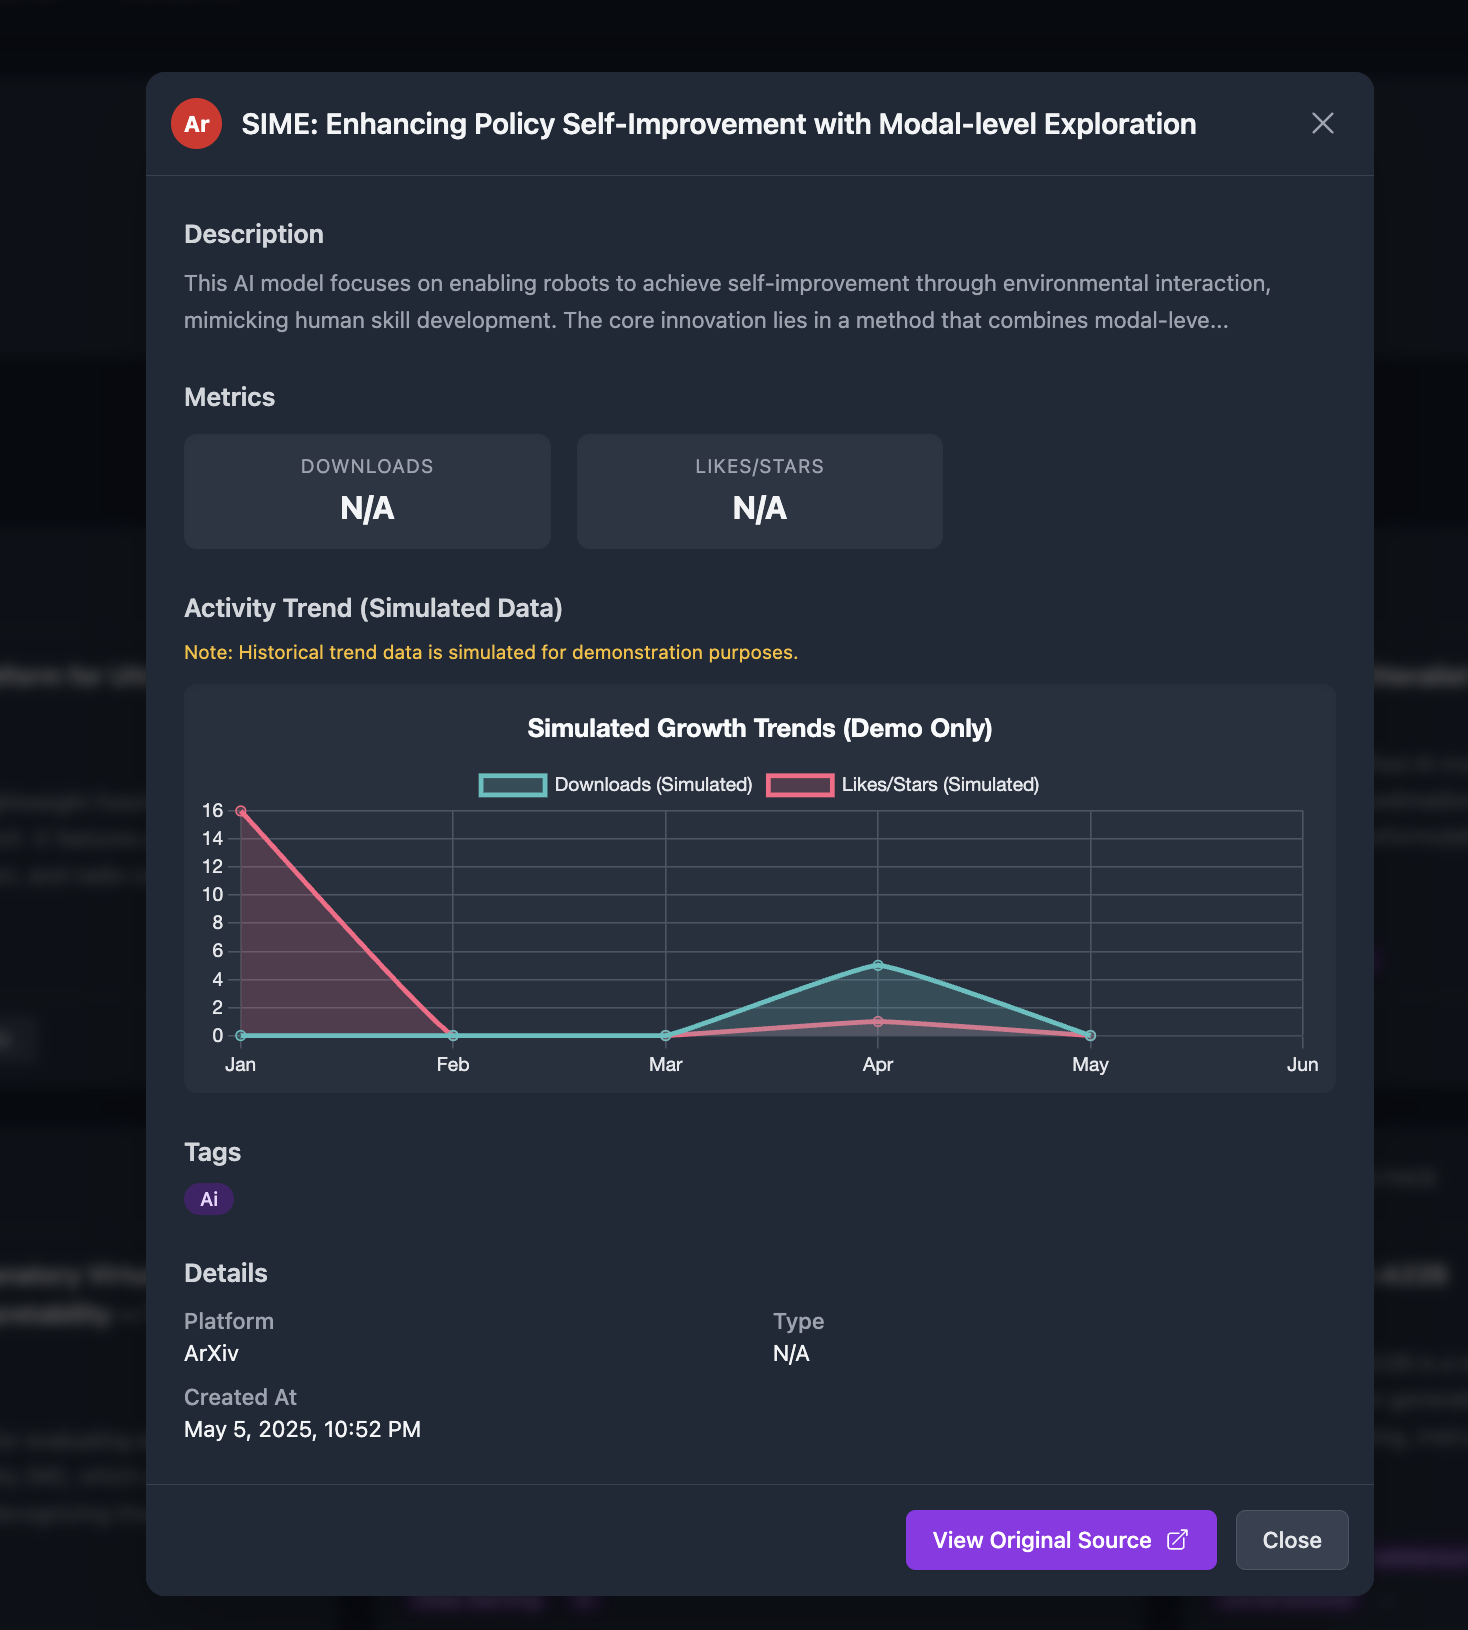 Ar
SIME: Enhancing Policy Self-Improvement with Modal-level Exploration
Description
This AI model focuses on enabling robots to achieve self-improvement through environmental interaction,
mimicking human skill development. The core innovation lies in a method that combines modal-leve...
Metrics
DOWNLOADS
N/A
LIKES/STARS
N/A
Activity Trend (Simulated Data)
Note: Historical trend data is simulated for demonstration purposes.
Simulated Growth Trends (Demo Only)
Downloads (Simulated)
Likes/Stars (Simulated)
16
14
12
10
8
6
4
2
0
Jan
Feb
Mar
Apr
May
Jun
Tags
Ai
Details
Platform
ArXiv
Type
N/A
Created At
May 5, 2025, 10:52 PM
View Original Source
Close